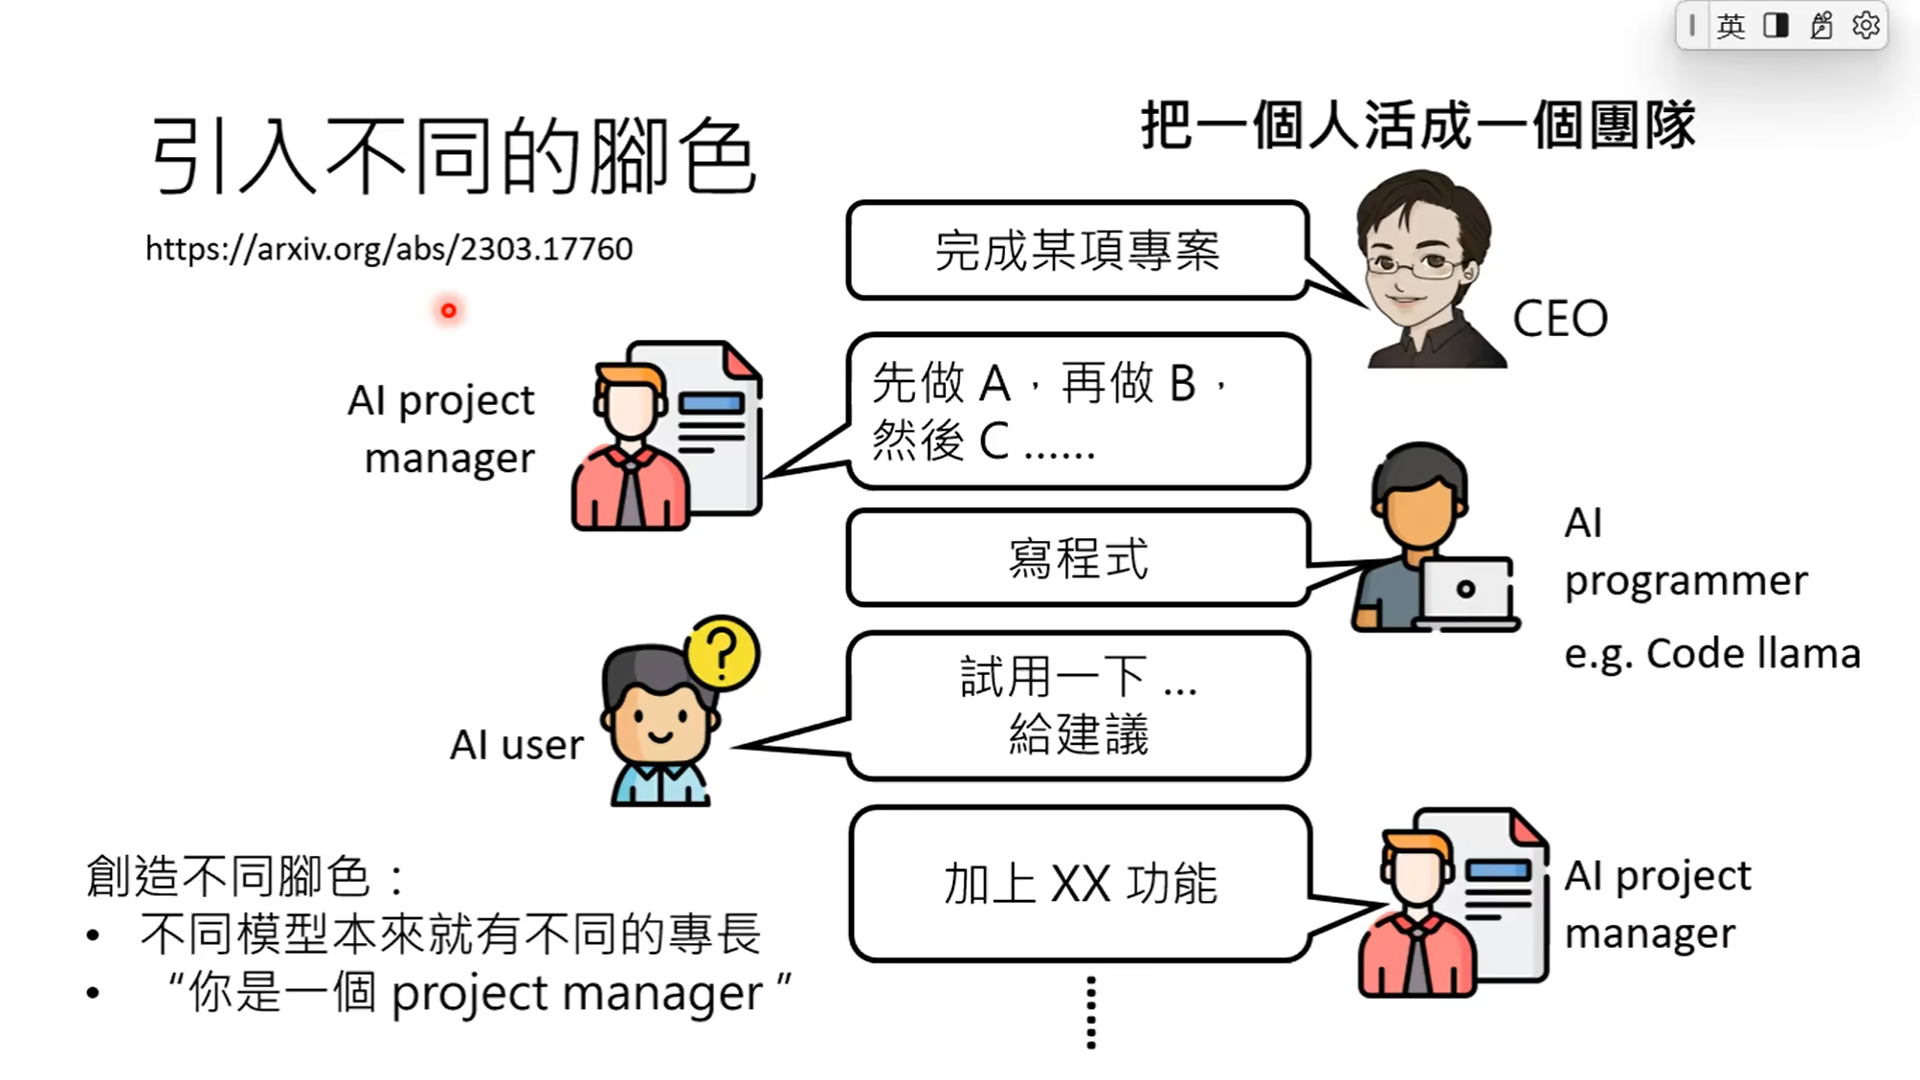 英
引入不同的腳色
把一個人活成一個團隊
https://arxiv.org/abs/2303.17760
完成某項專案
CEO
AI project
manager
先做 A，再做 B，
然後 C ……
寫程式
AI
programmer
e.g. Code llama
AI user
?
試用一下 …
給建議
加上 XX 功能
AI project
manager
創造不同腳色：
• 不同模型本來就有不同的專長
• “你是一個 project manager ”